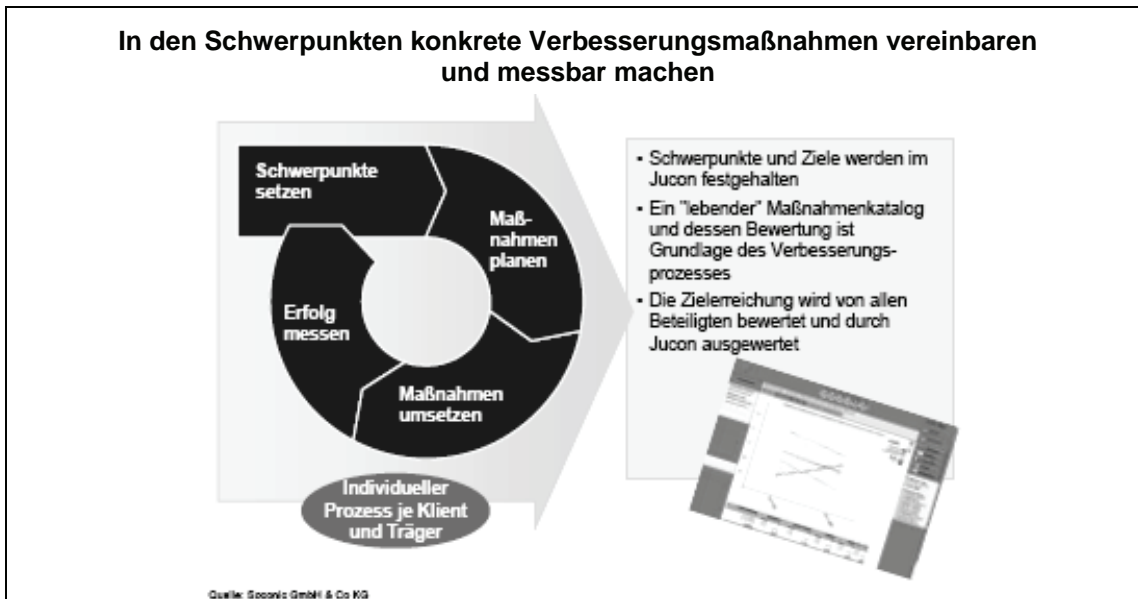 In den Schwerpunkten konkrete Verbesserungsmaßnahmen vereinbaren
und messbar machen
Schwerpunkte
setzen
Maß-
nahmen
planen
Maßnahmen
umsetzen
Erfolg
messen
Individueller
Prozess je Klient
und Träger
▪ Schwerpunkte und Ziele werden im
Jucon festgehalten
▪ Ein "lebender" Maßnahmenkatalog
und dessen Bewertung ist
Grundlage des Verbesserungs-
prozesses
▪ Die Zielerreichung wird von allen
Beteiligten bewertet und durch
Jucon ausgewertet
Quelle: GmbH & Co KG